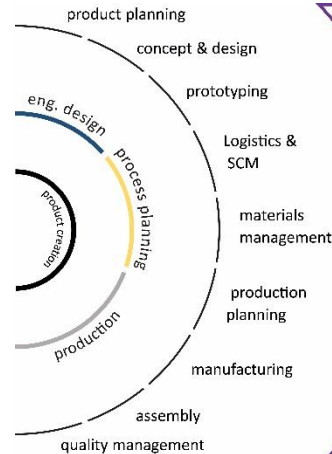 product planning
concept & design
prototyping
Logistics &
SCM
materials
management
production
planning
manufacturing
assembly
quality management
eng. design
process planning
production
product creation